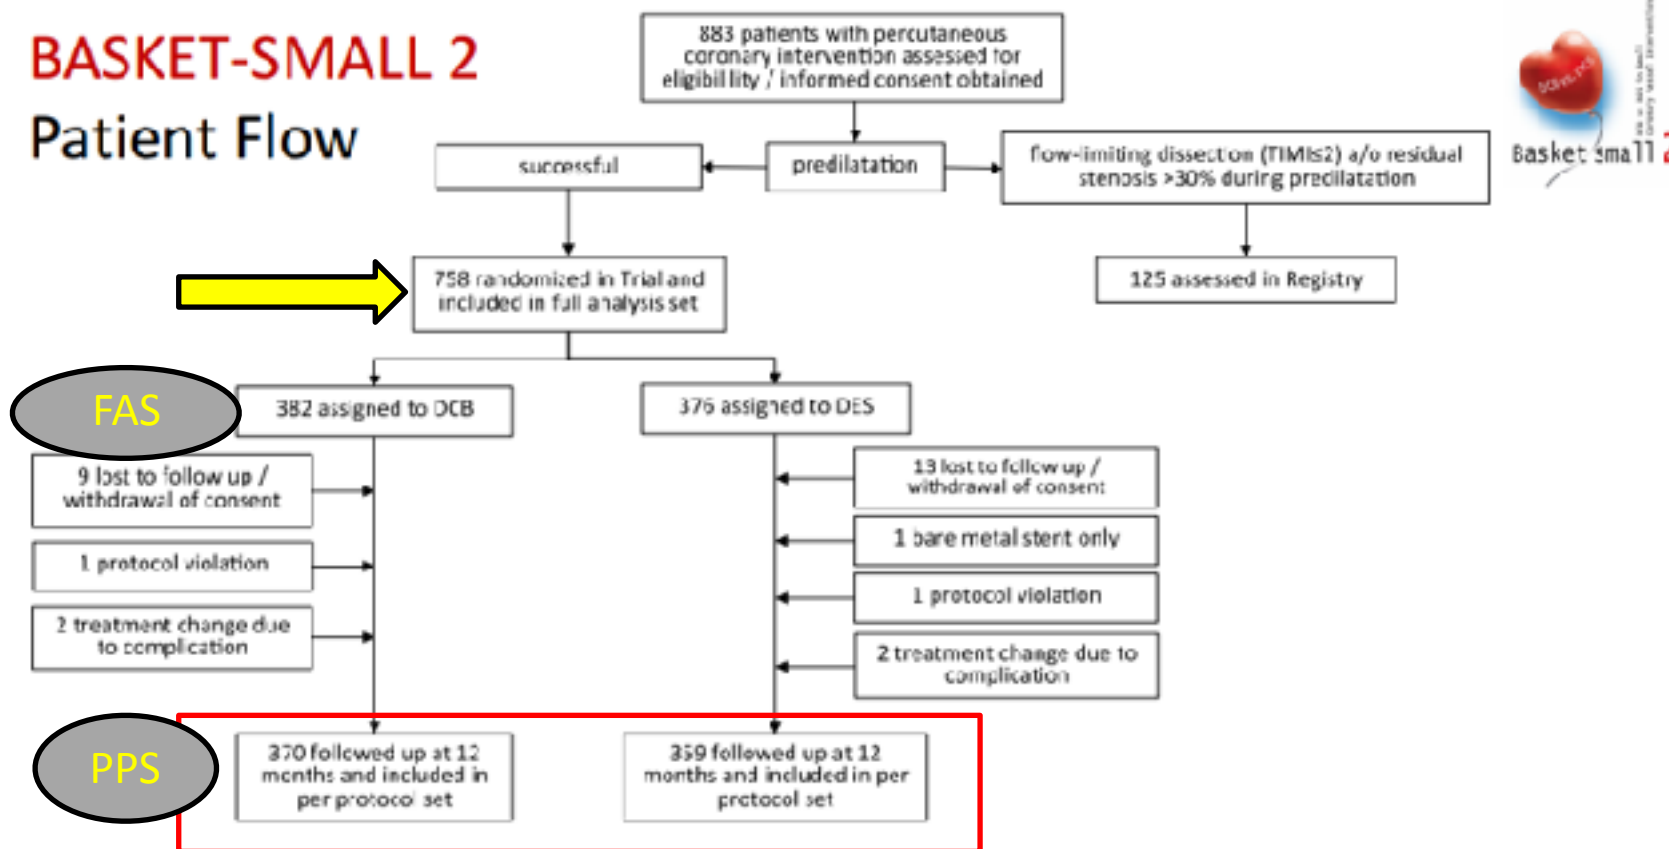 BASKET-SMALL 2
Patient Flow
883 patients with percutaneous
coronary intervention assessed for
eligibillity / informed consent obtained
successful
predilatation
flow-limiting dissection (TIMI≤2) a/o residual
stenosis >30% during predilatation
Basket Small
758 randomized in Trial and
included in full analysis set
125 assessed in Registry
FAS
382 assigned to DCB
376 assigned to DES
9 lost to follow up /
withdrawal of consent
13 lost to follow up /
withdrawal of consent
1 bare metal stent only
1 protocol violation
1 protocol violation
2 treatment change due
to complication
2 treatment change due to
complication
PPS
370 followed up at 12
months and included in
per protocol set
359 followed up at 12
months and included in per
protocol set